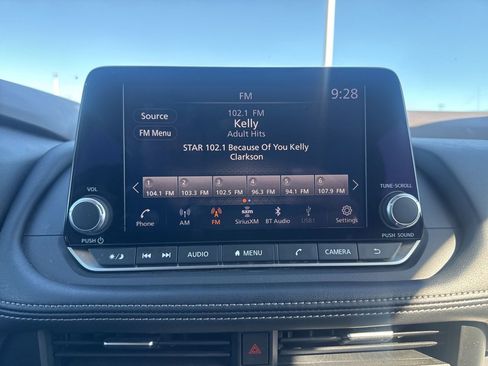 FM
9:28
102.1 FM
Source
Kelly
FM Menu
Adult Hits
STAR 102.1 Because Of You Kelly
Clarkson
1 2 3 4 5 6
104.1 FM 103.3 FM 102.5 FM 96.3 FM 94.1 FM 107.9 FM
VOL
TUNE·SCROLL
Phone AM FM SiriusXM BT Audio USB1 Settings
PUSH
PUSH SOUND
AUDIO MENU CAMERA